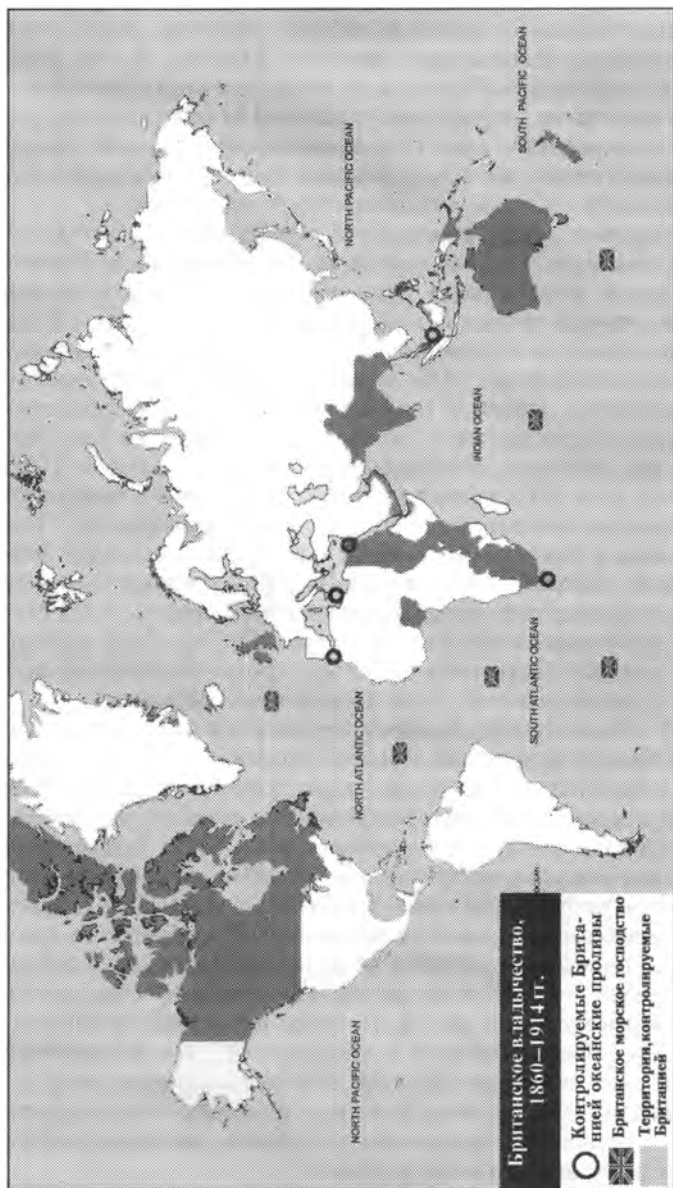 NORTH PACIFIC OCEAN
SOUTH PACIFIC OCEAN
INDIAN OCEAN
NORTH ATLANTIC OCEAN
SOUTH ATLANTIC OCEAN
NORTH PACIFIC OCEAN
OCEAN
Британское владычество,
1860–1914 гг.
Контролируемые Брита-
нией океанские проливы
Британское морское господство
Территории, контролируемые
Британией